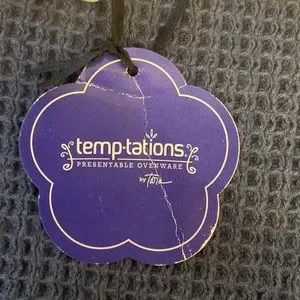 temp·tations®
PRESENTABLE OVENWARE
by Tara